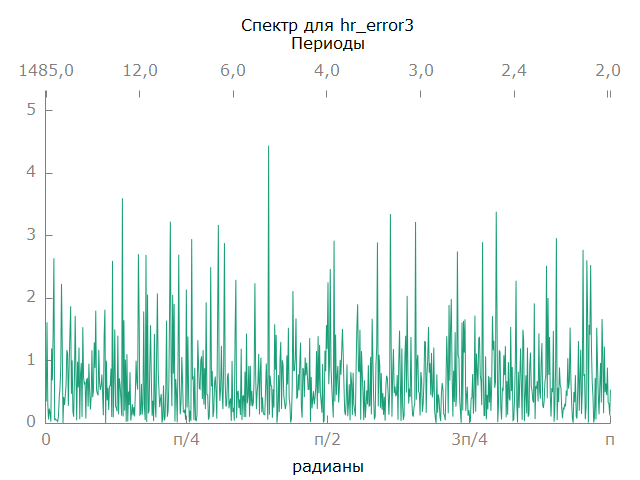 Спектр для hr_error3
Периоды
1485,0 12,0 6,0 4,0 3,0 2,4 2,0
5
4
3
2
1
0
0 π/4 π/2 3π/4 π
радианы